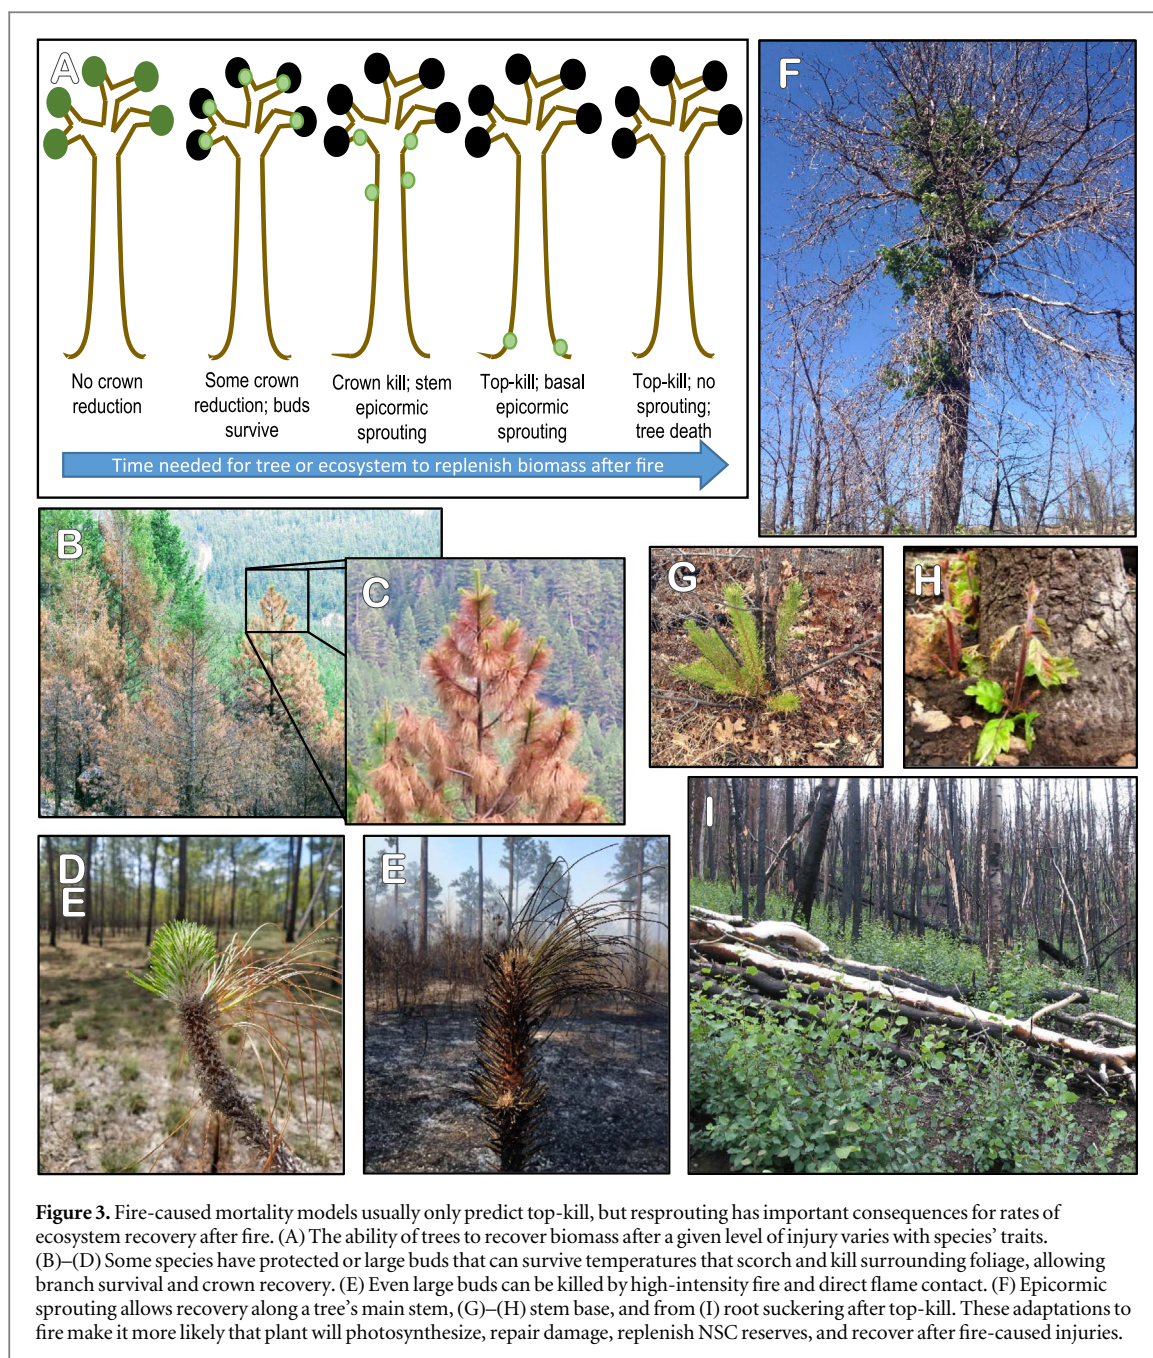 A
No crown
reduction
Some crown
reduction; buds
survive
Crown kill; stem
epicormic
sprouting
Top-kill; basal
epicormic
sprouting
Top-kill; no
sprouting;
tree death
Time needed for tree or ecosystem to replenish biomass after fire
F
B
C
G
H
D
E
E
I
Figure 3. Fire-caused mortality models usually only predict top-kill, but resprouting has important consequences for rates of
ecosystem recovery after fire. (A) The ability of trees to recover biomass after a given level of injury varies with species’ traits.
(B)–(D) Some species have protected or large buds that can survive temperatures that scorch and kill surrounding foliage, allowing
branch survival and crown recovery. (E) Even large buds can be killed by high-intensity fire and direct flame contact. (F) Epicormic
sprouting allows recovery along a tree’s main stem, (G)–(H) stem base, and from (I) root suckering after top-kill. These adaptations to
fire make it more likely that plant will photosynthesize, repair damage, replenish NSC reserves, and recover after fire-caused injuries.